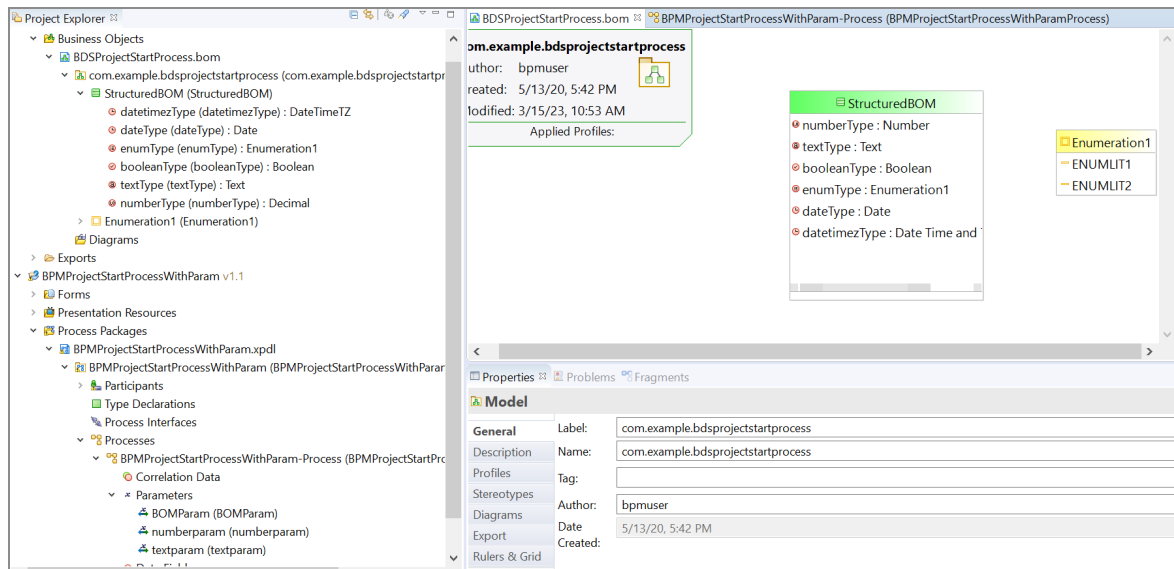 Project Explorer
Business Objects
BDSProjectStartProcess.bom
com.example.bdsprojectstartprocess (com.example.bdsprojectstartpr
StructuredBOM (StructuredBOM)
datetimezType (datetimezType) : DateTimeTZ
dateType (dateType) : Date
enumType (enumType) : Enumeration1
booleanType (booleanType) : Boolean
textType (textType) : Text
numberType (numberType) : Decimal
Enumeration1 (Enumeration1)
Diagrams
Exports
BPMProjectStartProcessWithParam v1.1
Forms
Presentation Resources
Process Packages
BPMProjectStartProcessWithParam.xpdl
BPMProjectStartProcessWithParam (BPMProjectStartProcessWithParar
Participants
Type Declarations
Process Interfaces
Processes
BPMProjectStartProcessWithParam-Process (BPMProjectStartPrc
Correlation Data
Parameters
BOMParam (BOMParam)
numberparam (numberparam)
textparam (textparam)
BDSProjectStartProcess.bom
BPMProjectStartProcessWithParam-Process (BPMProjectStartProcessWithParamProcess)
om.example.bdsprojectstartprocess
uthor: bpmuser
reated: 5/13/20, 5:42 PM
Modified: 3/15/23, 10:53 AM
Applied Profiles:
StructuredBOM
numberType : Number
textType : Text
booleanType : Boolean
enumType : Enumeration1
dateType : Date
datetimezType : Date Time and
Enumeration1
ENUMLIT1
ENUMLIT2
Properties
Problems
Fragments
Model
General
Description
Profiles
Stereotypes
Diagrams
Export
Rulers & Grid
Label: com.example.bdsprojectstartprocess
Name: com.example.bdsprojectstartprocess
Tag:
Author: bpmuser
Date
Created: 5/13/20, 5:42 PM